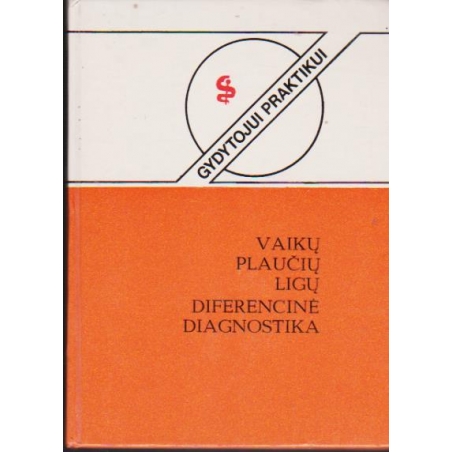 GYDYTOJUI PRAKTIKUI
VAIKŲ
PLAUČIŲ
LIGŲ
DIFERENCINĖ
DIAGNOSTIKA